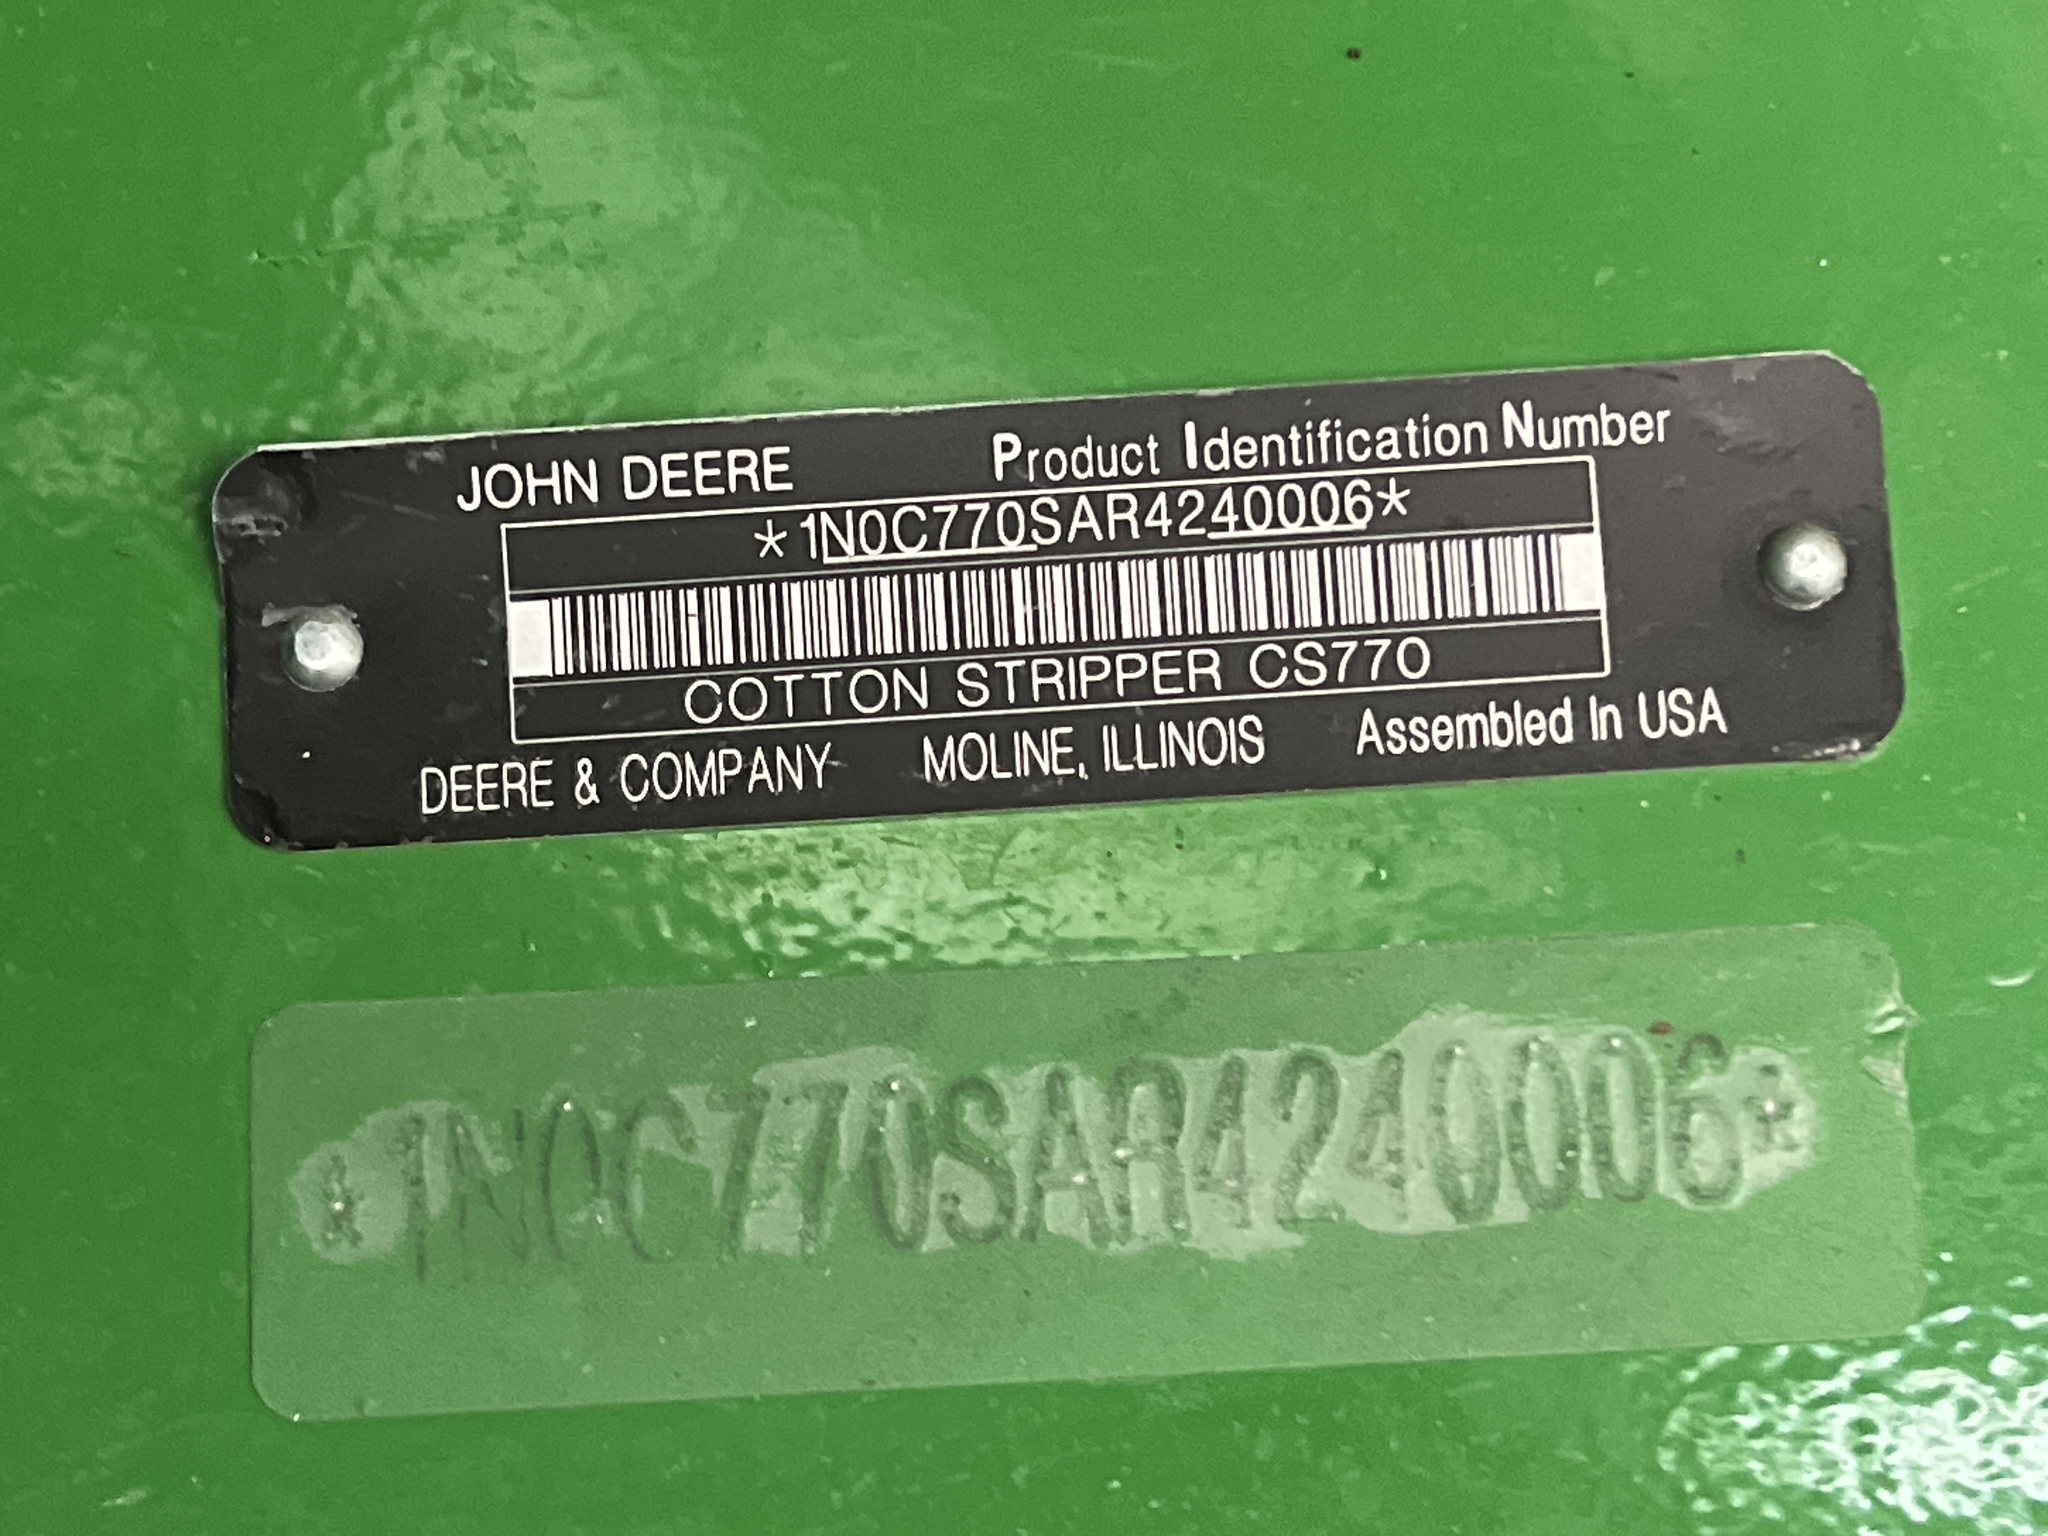 JOHN DEERE Product Identification Number
*1N0C770SAR4240006*
COTTON STRIPPER CS770
DEERE & COMPANY MOLINE, ILLINOIS Assembled In USA
*1N0C770SAR4240006*